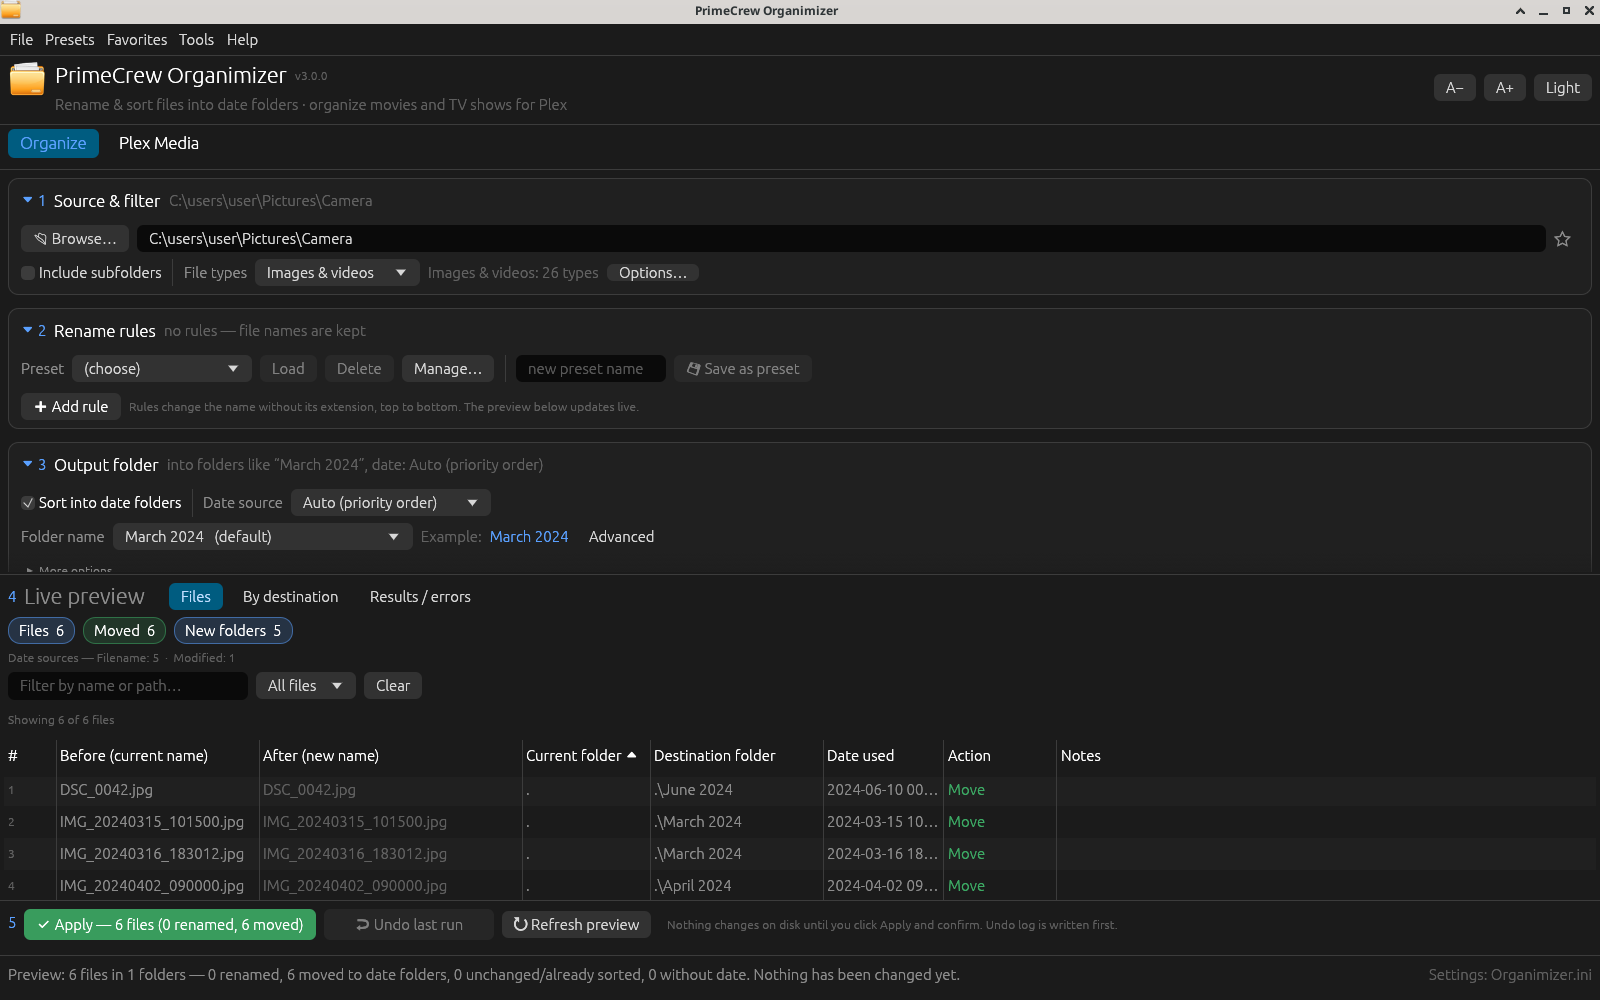 PrimeCrew Organimizer
File Presets Favorites Tools Help
PrimeCrew Organimizer v3.0.0
Rename & sort files into date folders · organize movies and TV shows for Plex
A− A+ Light
Organize Plex Media
1 Source & filter C:\users\user\Pictures\Camera
Browse… C:\users\user\Pictures\Camera
Include subfolders File types Images & videos Images & videos: 26 types Options…
2 Rename rules no rules — file names are kept
Preset (choose) Load Delete Manage… new preset name Save as preset
Add rule Rules change the name without its extension, top to bottom. The preview below updates live.
3 Output folder into folders like “March 2024”, date: Auto (priority order)
Sort into date folders Date source Auto (priority order)
Folder name March 2024 (default) Example: March 2024 Advanced
More options
4 Live preview Files By destination Results / errors
Files 6 Moved 6 New folders 5
Date sources — Filename: 5 · Modified: 1
Filter by name or path… All files Clear
Showing 6 of 6 files
# Before (current name) After (new name) Current folder Destination folder Date used Action Notes
1 DSC_0042.jpg DSC_0042.jpg . .\June 2024 2024-06-10 00… Move
2 IMG_20240315_101500.jpg IMG_20240315_101500.jpg . .\March 2024 2024-03-15 10… Move
3 IMG_20240316_183012.jpg IMG_20240316_183012.jpg . .\March 2024 2024-03-16 18… Move
4 IMG_20240402_090000.jpg IMG_20240402_090000.jpg . .\April 2024 2024-04-02 09… Move
5 Apply — 6 files (0 renamed, 6 moved) Undo last run Refresh preview Nothing changes on disk until you click Apply and confirm. Undo log is written first.
Preview: 6 files in 1 folders — 0 renamed, 6 moved to date folders, 0 unchanged/already sorted, 0 without date. Nothing has been changed yet. Settings: Organimizer.ini